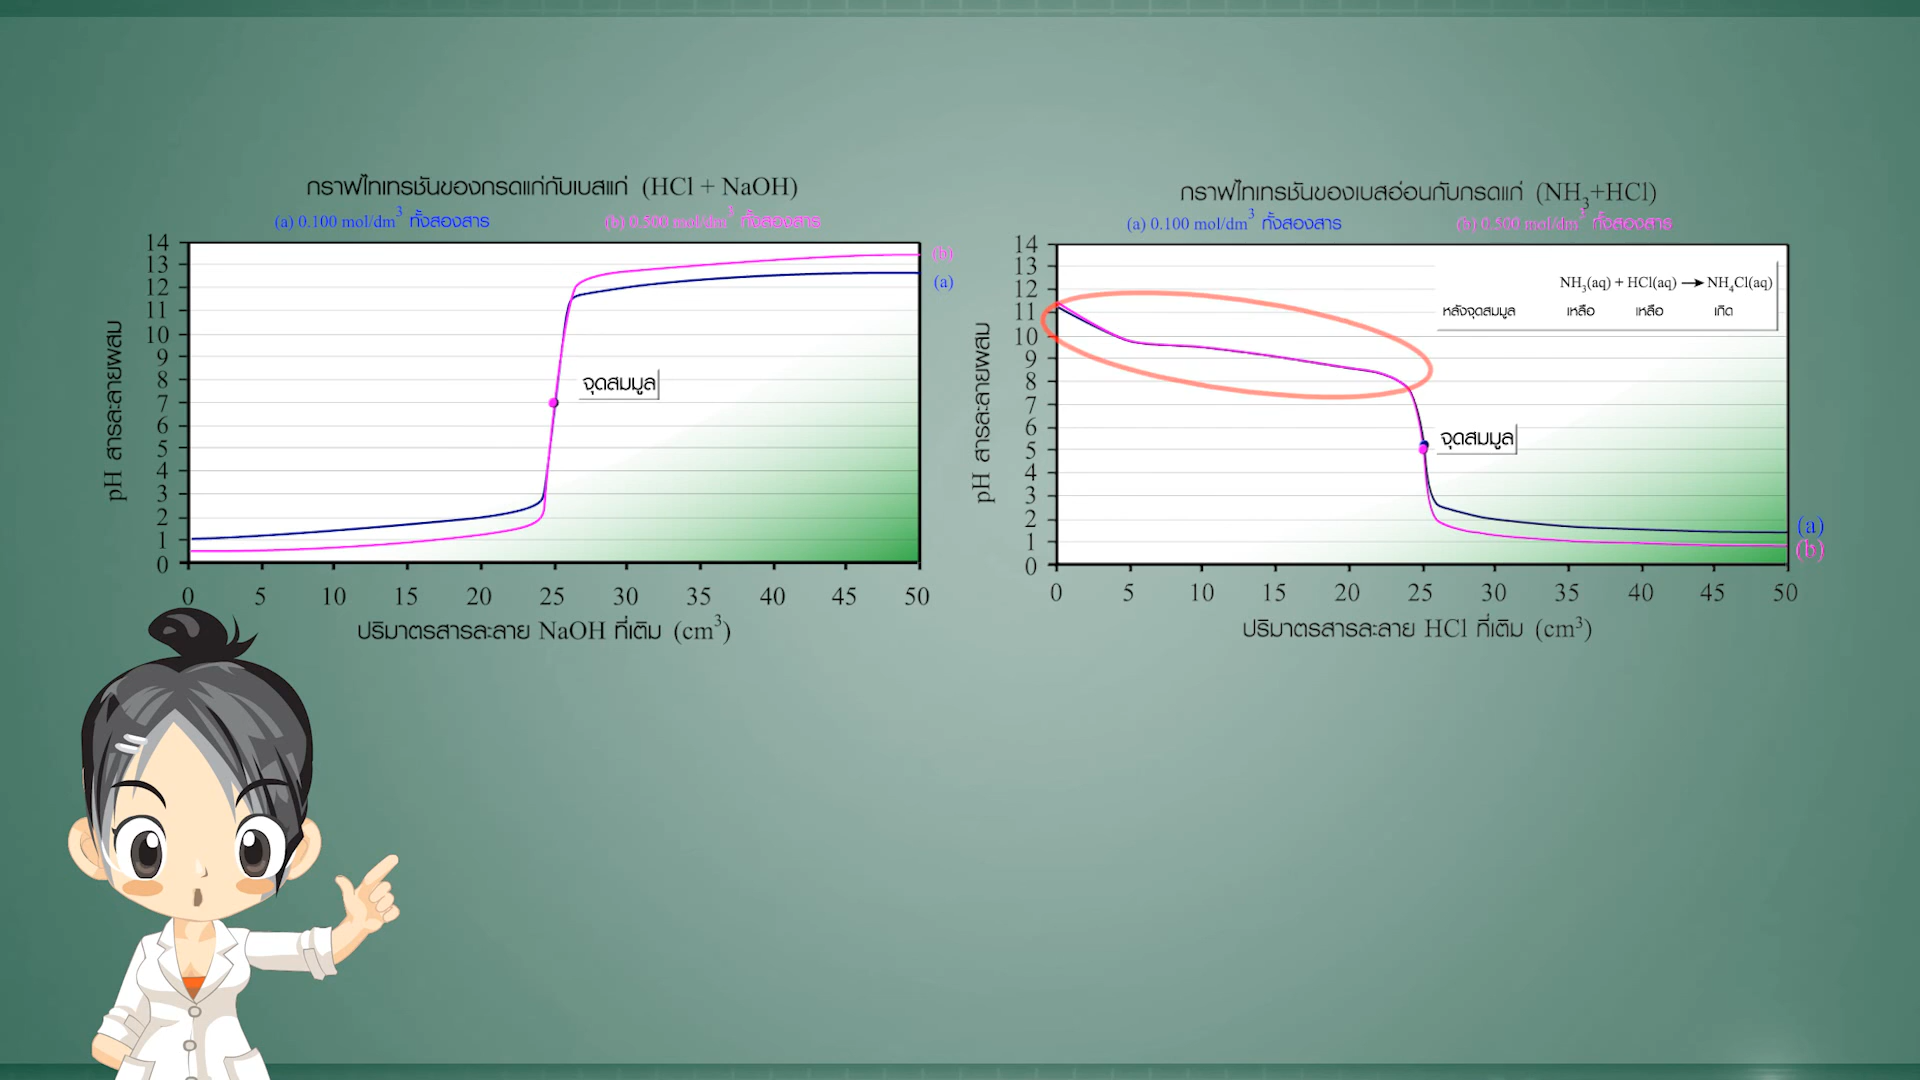 กราฟไทเทรชันของกรดแก่กับเบสแก่ (HCl + NaOH)
(a) 0.100 mol/dm³ ทั้งสองสาร (b) 0.500 mol/dm³ ทั้งสองสาร
14
13
12
11
10
9
8
7
6
5
4
3
2
1
0
pH สารละลายผสม
จุดสมมูล
(b)
(a)
0 5 10 15 20 25 30 35 40 45 50
ปริมาตรสารละลาย NaOH ที่เติม (cm³)
กราฟไทเทรชันของเบสอ่อนกับกรดแก่ (NH₃+HCl)
(a) 0.100 mol/dm³ ทั้งสองสาร (b) 0.500 mol/dm³ ทั้งสองสาร
14
13
12
11
10
9
8
7
6
5
4
3
2
1
0
pH สารละลายผสม
NH₃(aq) + HCl(aq) → NH₄Cl(aq)
หลังจุดสมมูล เหลือ เหลือ เกิด
จุดสมมูล
(a)
(b)
0 5 10 15 20 25 30 35 40 45 50
ปริมาตรสารละลาย HCl ที่เติม (cm³)